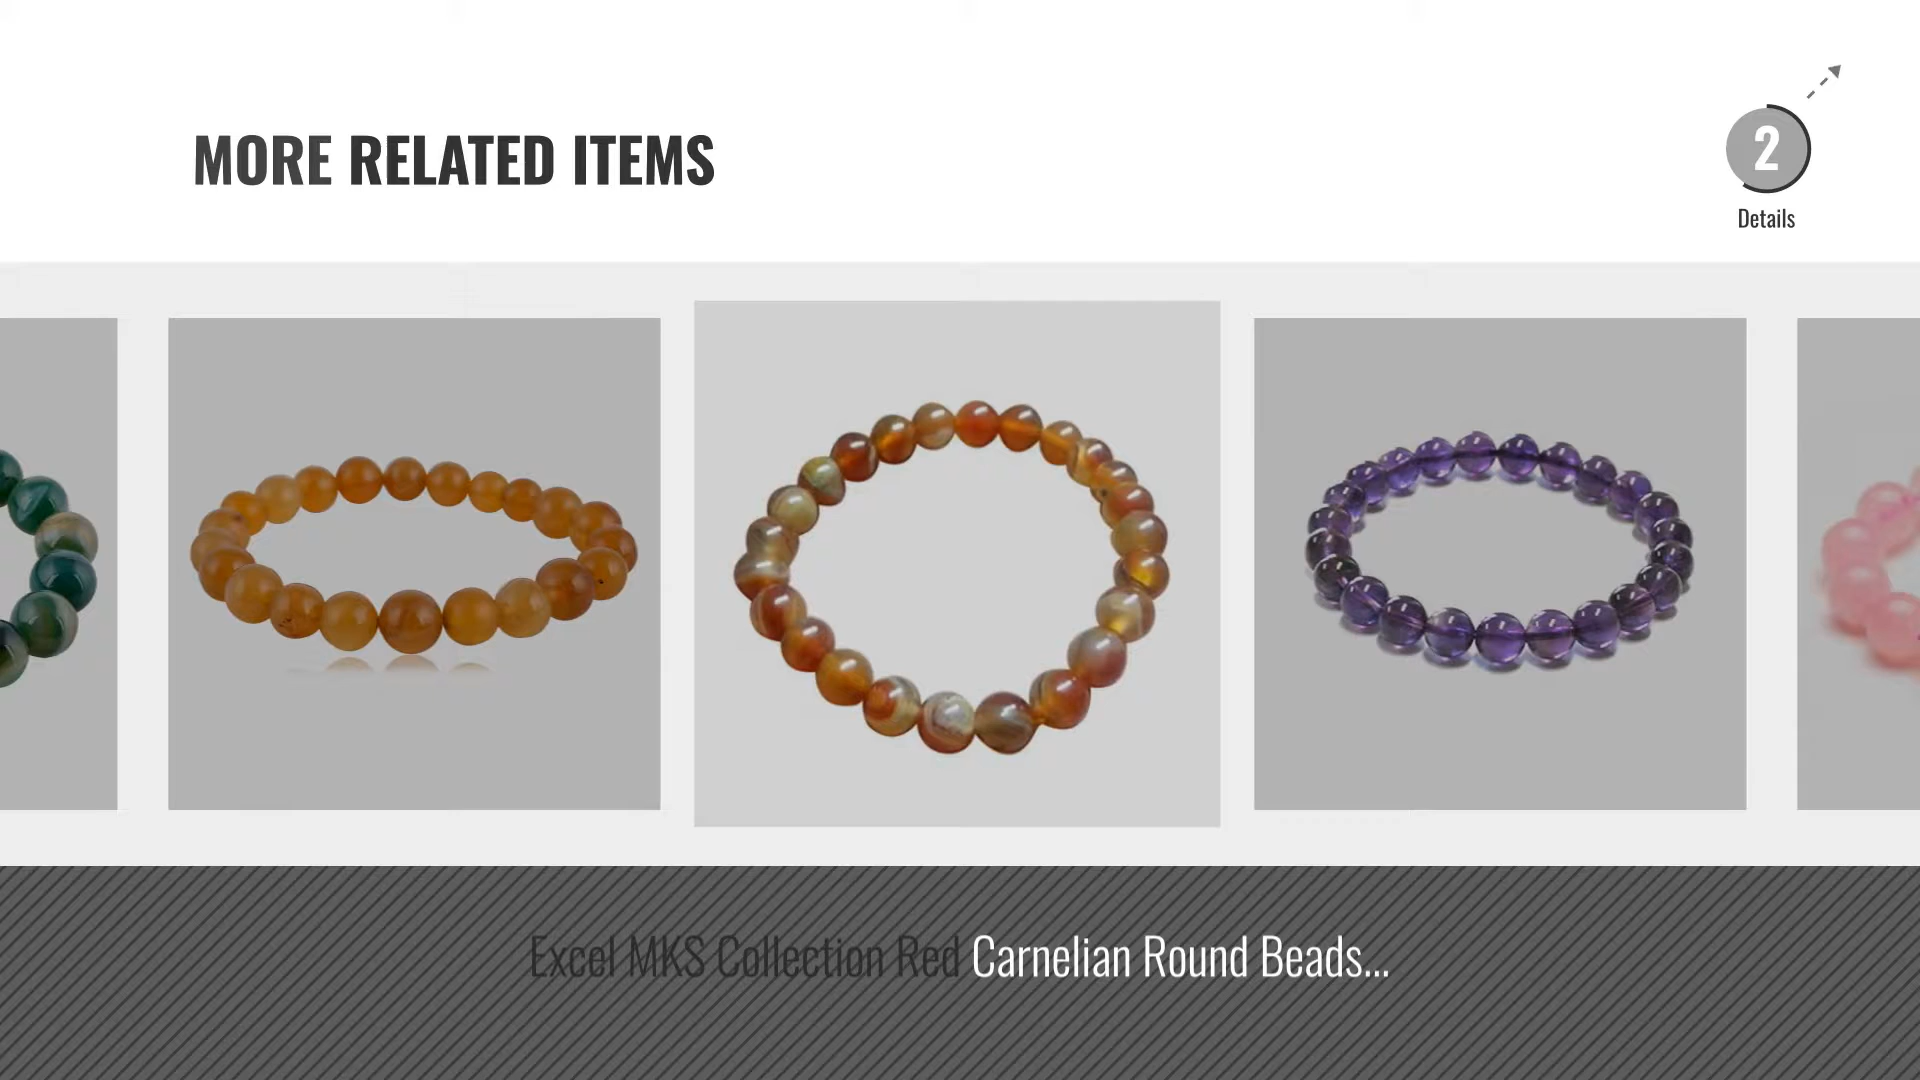 MORE RELATED ITEMS
2
Details
Excel MKS Collection Red Carnelian Round Beads...